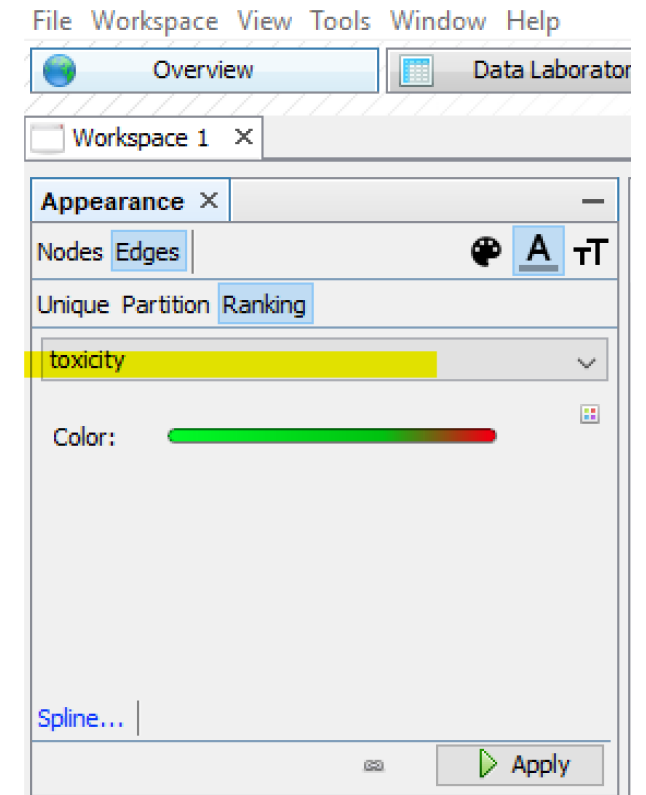 File Workspace View Tools Window Help
Overview Data Laborator
Workspace 1
Appearance
Nodes Edges A TT
Unique Partition Ranking
toxicity
Color:
Spline...
Apply